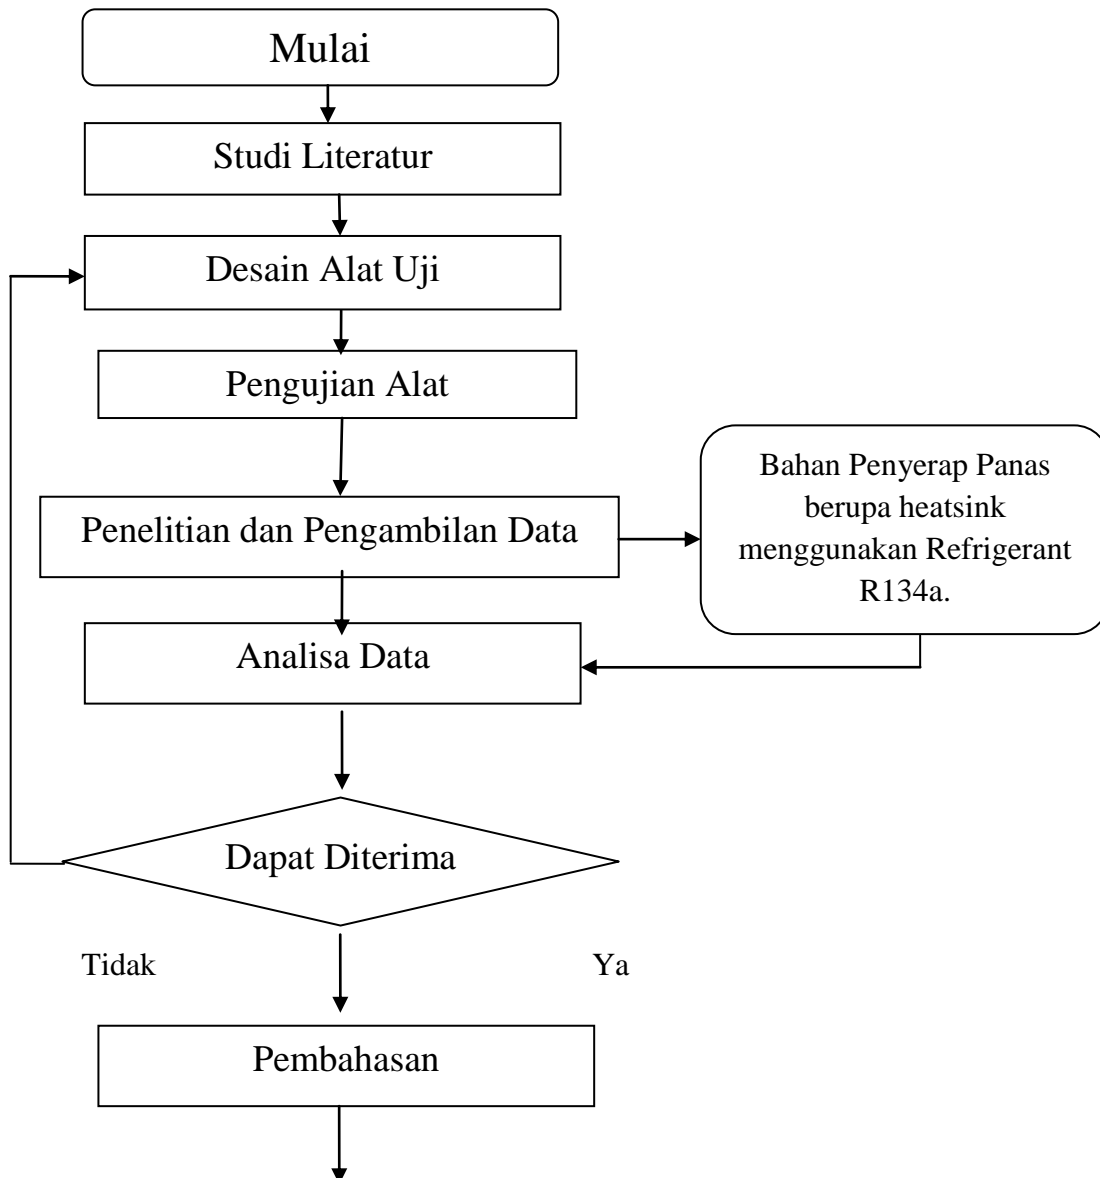 Mulai
Studi Literatur
Desain Alat Uji
Pengujian Alat
Penelitian dan Pengambilan Data
Bahan Penyerap Panas
berupa heatsink
menggunakan Refrigerant
R134a.
Analisa Data
Dapat Diterima
Tidak
Ya
Pembahasan